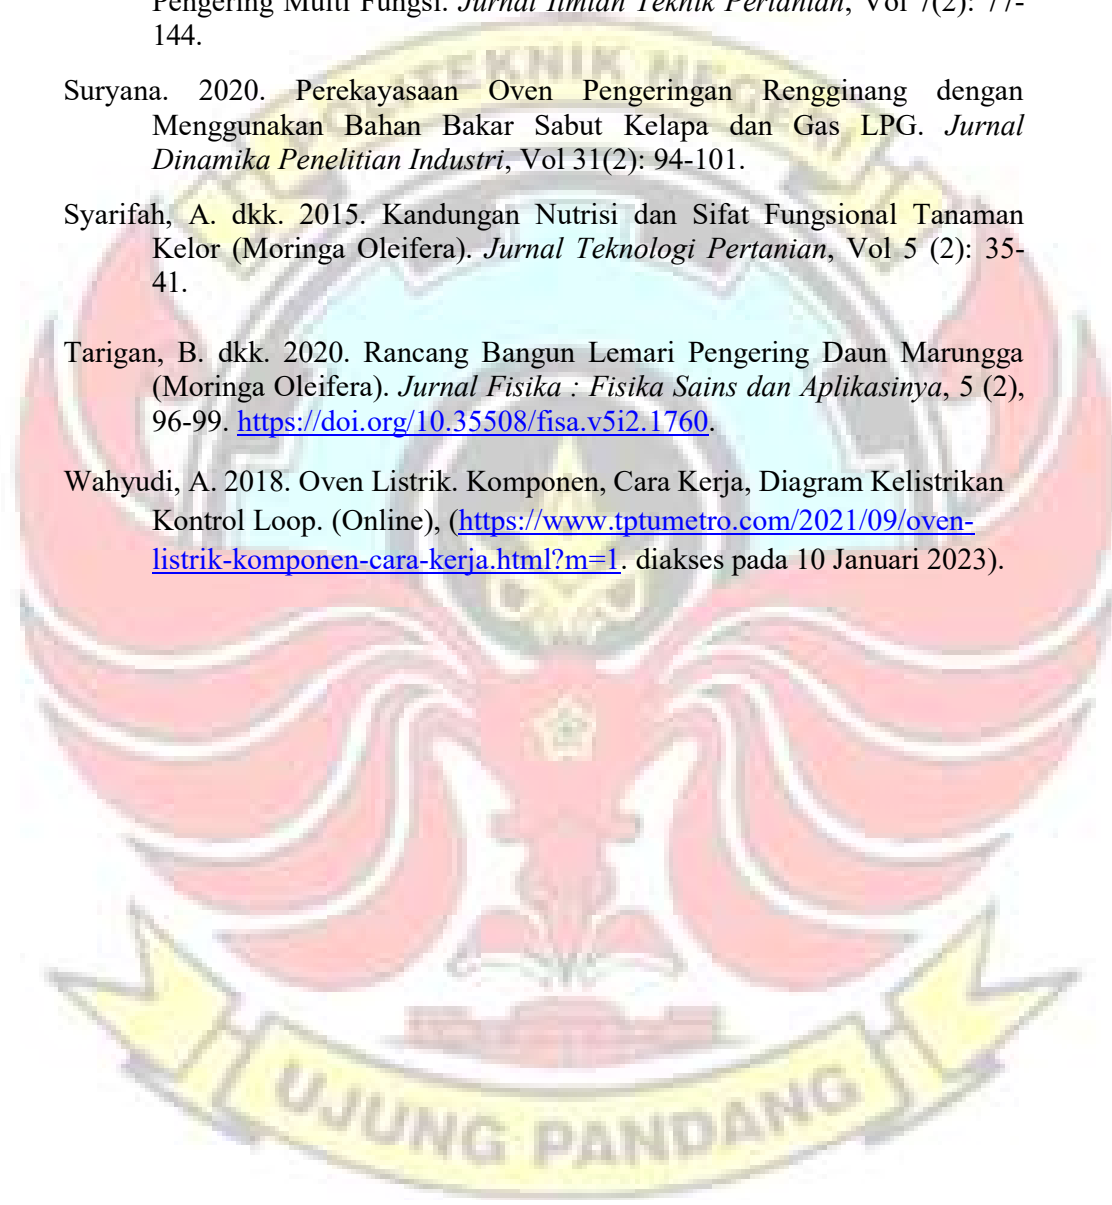 Pengering Multi Fungsi. Jurnal Ilmiah Teknik Pertanian, Vol 7(2): 77-
144.
Suryana. 2020. Perekayasaan Oven Pengeringan Rengginang dengan
Menggunakan Bahan Bakar Sabut Kelapa dan Gas LPG. Jurnal
Dinamika Penelitian Industri, Vol 31(2): 94-101.
Syarifah, A. dkk. 2015. Kandungan Nutrisi dan Sifat Fungsional Tanaman
Kelor (Moringa Oleifera). Jurnal Teknologi Pertanian, Vol 5 (2): 35-
41.
Tarigan, B. dkk. 2020. Rancang Bangun Lemari Pengering Daun Marungga
(Moringa Oleifera). Jurnal Fisika : Fisika Sains dan Aplikasinya, 5 (2),
96-99. https://doi.org/10.35508/fisa.v5i2.1760.
Wahyudi, A. 2018. Oven Listrik. Komponen, Cara Kerja, Diagram Kelistrikan
Kontrol Loop. (Online), (https://www.tptumetro.com/2021/09/oven-
listrik-komponen-cara-kerja.html?m=1. diakses pada 10 Januari 2023).
POLITEKNIK NEGERI
UJUNG PANDANG